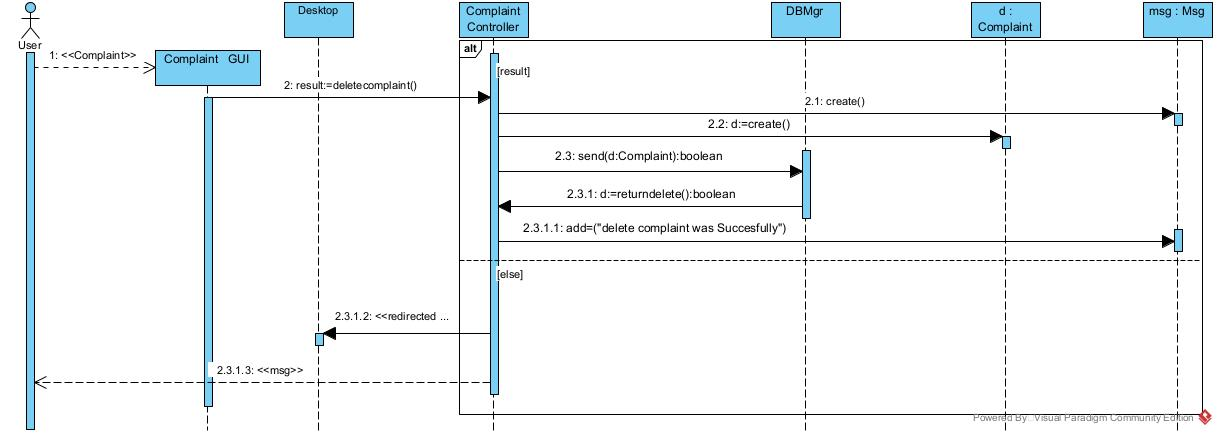 Desktop
Complaint
Controller
DBMgr
d :
Complaint
msg : Msg
User
alt
1: <<Complaint>>
Complaint GUI
[result]
2: result:=deletecomplaint()
2.1: create()
2.2: d:=create()
2.3: send(d:Complaint):boolean
2.3.1: d:=returndelete():boolean
2.3.1.1: add=("delete complaint was Succesfully")
[else]
2.3.1.2: <<redirected ...
2.3.1.3: <<msg>>
Powered By Visual Paradigm Community Edition